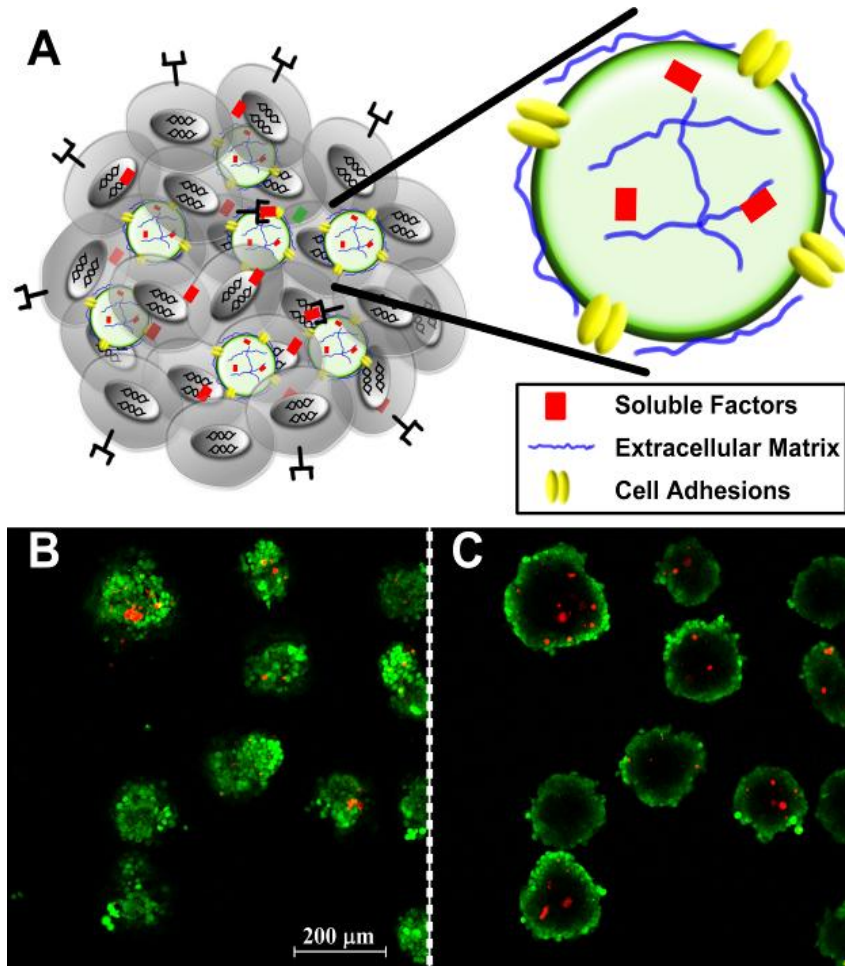 A
Soluble Factors
Extracellular Matrix
Cell Adhesions
B
C
200 μm